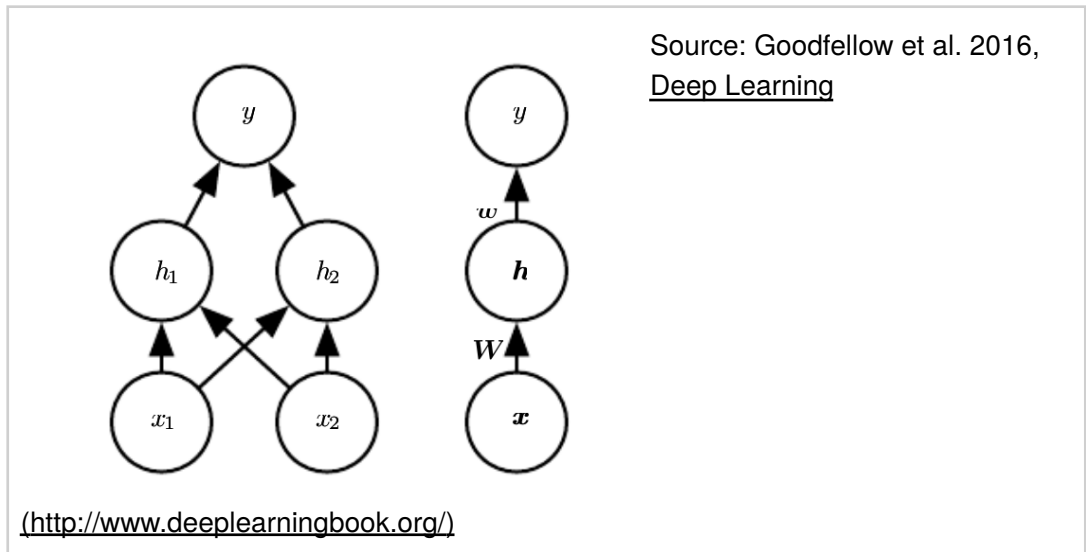 Source: Goodfellow et al. 2016,
Deep Learning
y
y
w
h1
h2
h
W
x1
x2
x
(http://www.deeplearningbook.org/)